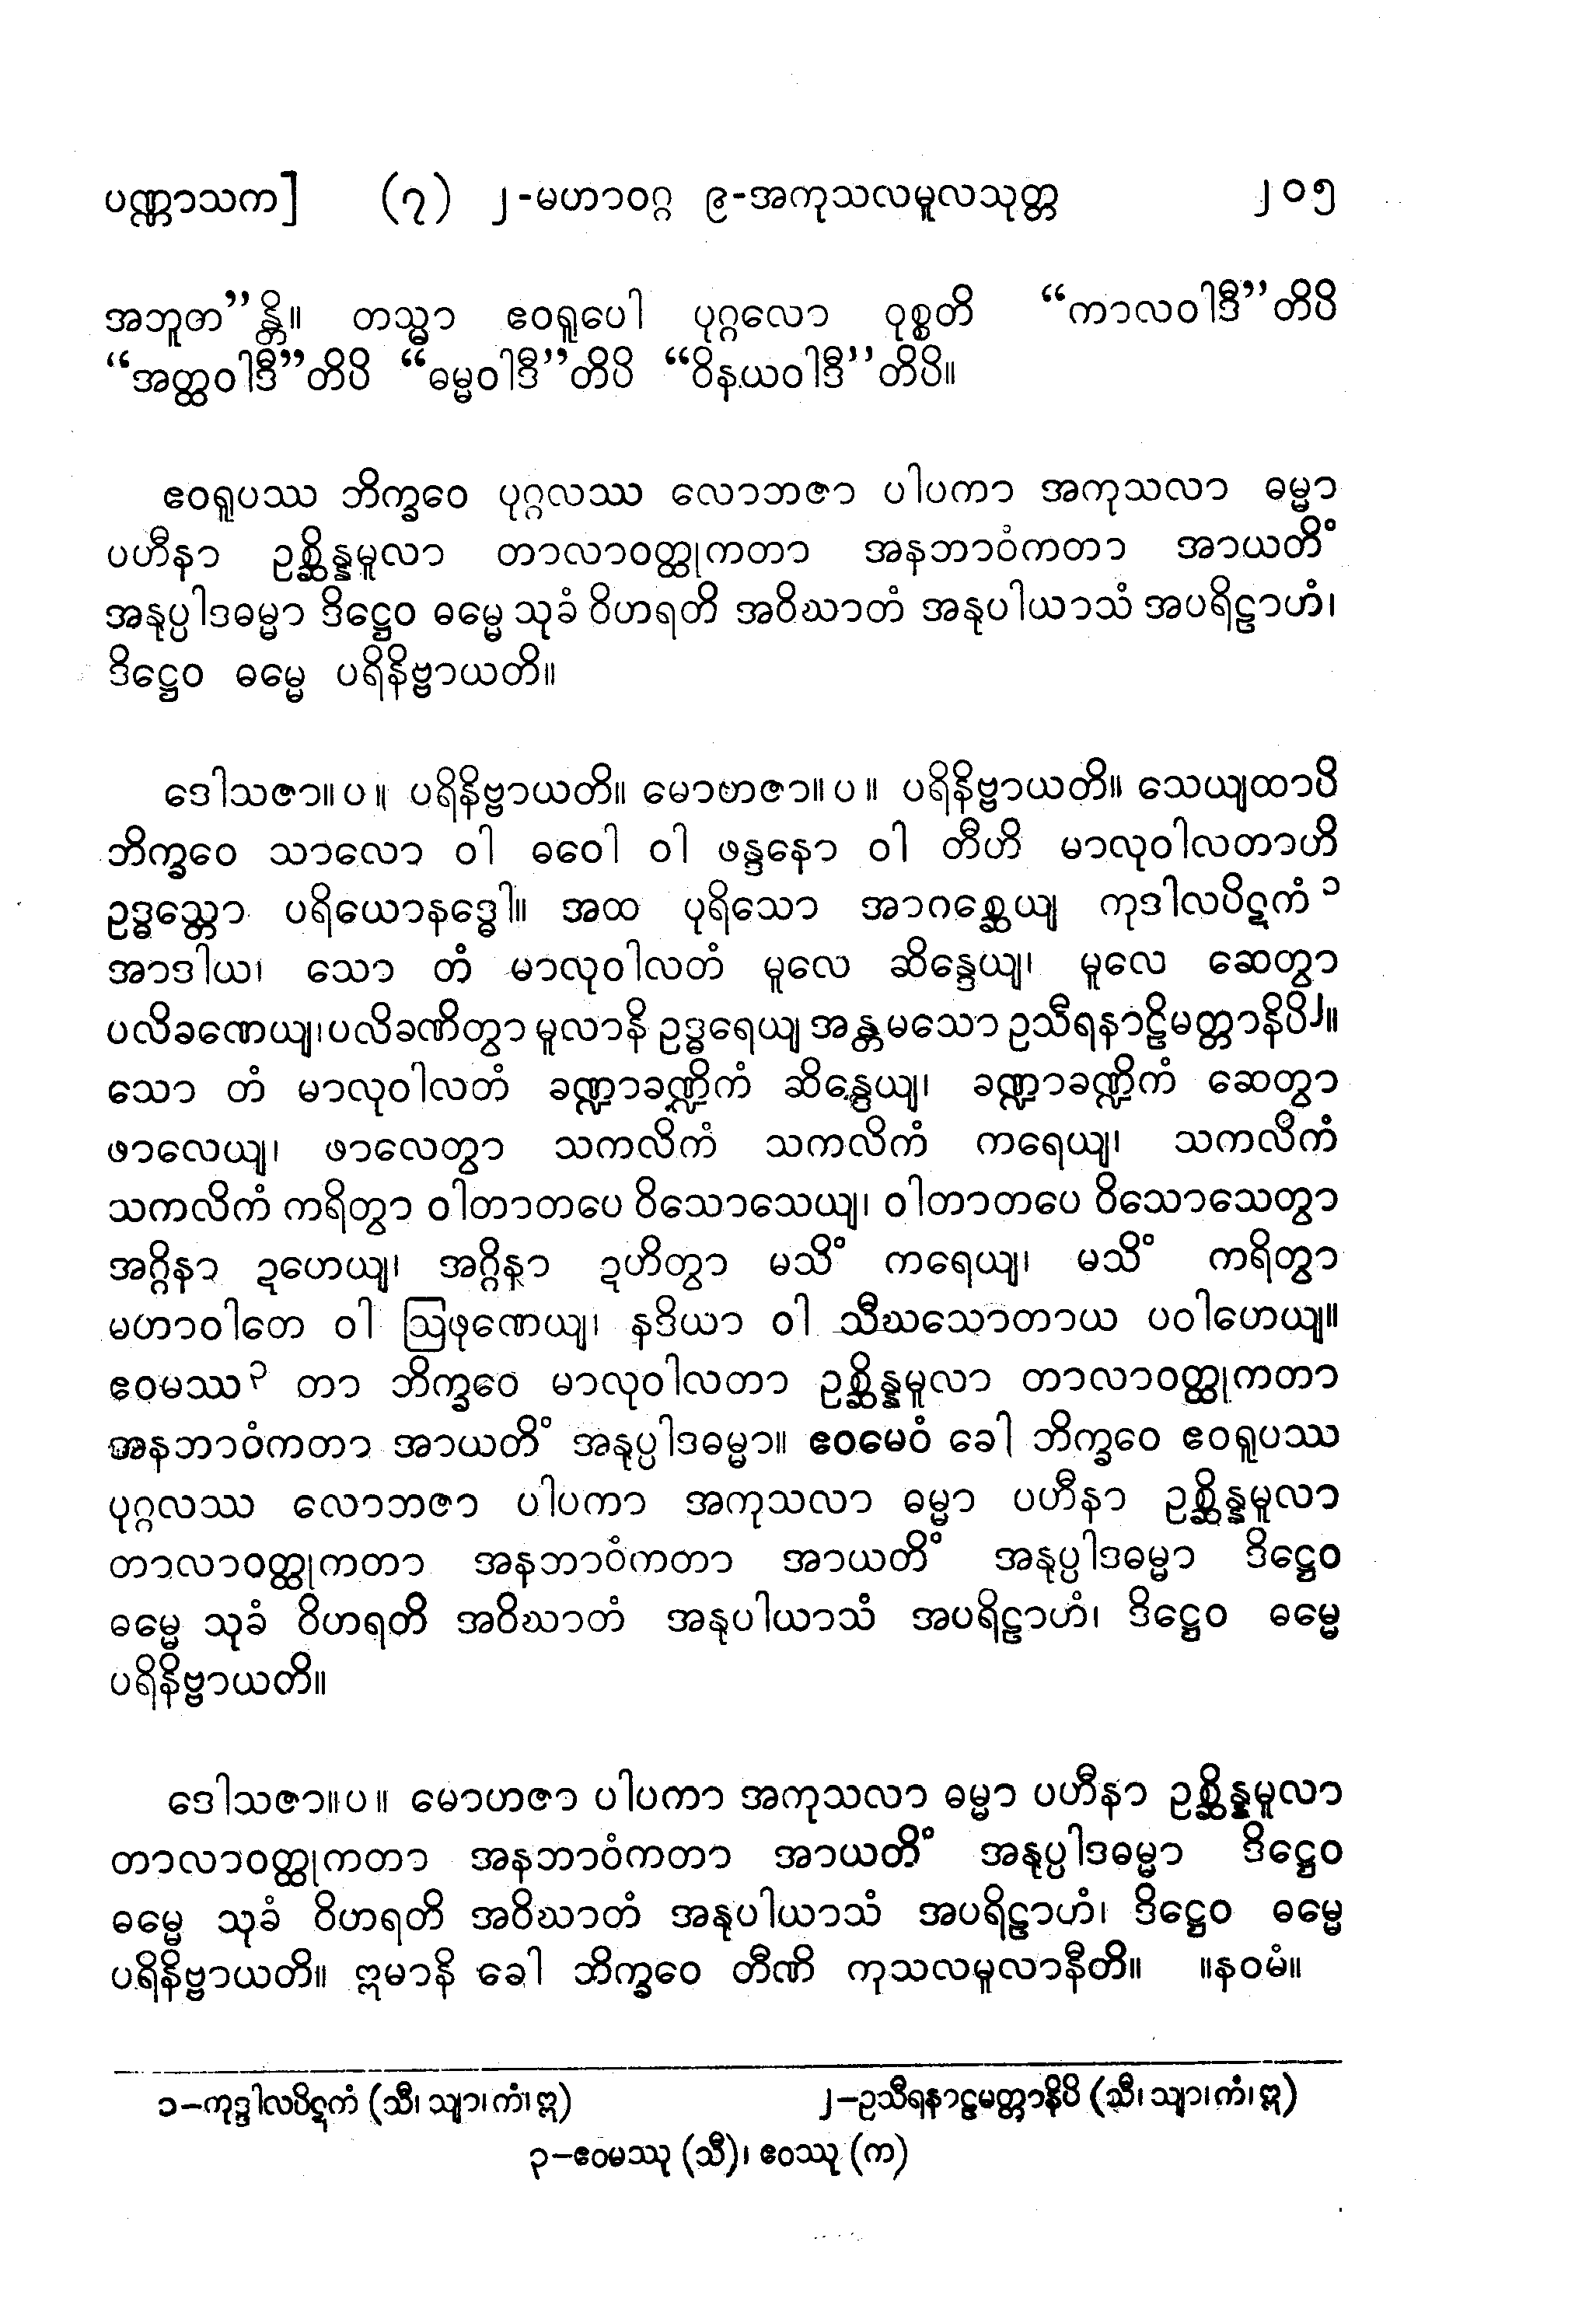 ပဏ္ဏာသက] (၇) ၂-မဟာဝဂ္ဂ ၉-အကုသလမူလသုတ္တ ၂၀၅
အဘူတ”န္တိ။ တသ္မာ ဧဝရူပေါ ပုဂ္ဂလော ဝုစ္စတိ “ကာလဝါဒီ”တိပိ
“အတ္ထဝါဒီ”တိပိ “ဓမ္မဝါဒီ”တိပိ “ဝိနယဝါဒီ”တိပိ။
ဧဝရူပဿ ဘိက္ခဝေ ပုဂ္ဂလဿ လောဘဇာ ပါပကာ အကုသလာ ဓမ္မာ
ပဟီနာ ဥစ္ဆိန္နမူလာ တာလာဝတ္ထုကတာ အနဘာဝံကတာ အာယတိံ
အနုပ္ပါဒဓမ္မာ ဒိဋ္ဌေဝ ဓမ္မေ သုခံ ဝိဟရတိ အဝိဃာတံ အနုပါယာသံ အပရိဠာဟံ၊
ဒိဋ္ဌေဝ ဓမ္မေ ပရိနိဗ္ဗာယတိ။
ဒေါသဇာ။ပ။ ပရိနိဗ္ဗာယတိ။ မောဟဇာ။ပ။ ပရိနိဗ္ဗာယတိ။ သေယျထာပိ
ဘိက္ခဝေ သာလော ဝါ ဓဝေါ ဝါ ဖန္ဒနော ဝါ တီဟိ မာလုဝါလတာဟိ
ဥဒ္ဓသ္တော ပရိယောနဒ္ဓေါ။ အထ ပုရိသော အာဂစ္ဆေယျ ကုဒါလပိဋကံ ၁
အာဒါယ၊ သော တံ မာလုဝါလတံ မူလေ ဆိန္ဒေယျ၊ မူလေ ဆေတွာ
ပလိခဏေယျ၊ပလိခဏိတွာ မူလာနိ ဥဒ္ဓရေယျ အန္တမသော ဥသီရနာဠိမတ္တာနိပိ၂။
သော တံ မာလုဝါလတံ ခဏ္ဍာခဏ္ဍိကံ ဆိန္ဒေယျ၊ ခဏ္ဍာခဏ္ဍိကံ ဆေတွာ
ဖာလေယျ၊ ဖာလေတွာ သကလိကံ သကလိကံ ကရေယျ၊ သကလိကံ
သကလိကံ ကရိတွာ ဝါတာတပေ ဝိသောသေယျ၊ ဝါတာတပေ ဝိသောသေတွာ
အဂ္ဂိနာ ဍဟေယျ၊ အဂ္ဂိနာ ဍဟိတွာ မသိံ ကရေယျ၊ မသိံ ကရိတွာ
မဟာဝါတေ ဝါ ဩဖုဏေယျ၊ နဒိယာ ဝါ သီဃသောတာယ ပဝါဟေယျ။
ဧဝမဿ၃ တာ ဘိက္ခဝေ မာလုဝါလတာ ဥစ္ဆိန္နမူလာ တာလာဝတ္ထုကတာ
အနဘာဝံကတာ အာယတိံ အနုပ္ပါဒဓမ္မာ။ ဧဝမေဝံ ခေါ ဘိက္ခဝေ ဧဝရူပဿ
ပုဂ္ဂလဿ လောဘဇာ ပါပကာ အကုသလာ ဓမ္မာ ပဟီနာ ဥစ္ဆိန္နမူလာ
တာလာဝတ္ထုကတာ အနဘာဝံကတာ အာယတိံ အနုပ္ပါဒဓမ္မာ ဒိဋ္ဌေဝ
ဓမ္မေ သုခံ ဝိဟရတိ အဝိဃာတံ အနုပါယာသံ အပရိဠာဟံ၊ ဒိဋ္ဌေဝ ဓမ္မေ
ပရိနိဗ္ဗာယတိ။
ဒေါသဇာ။ပ။ မောဟဇာ ပါပကာ အကုသလာ ဓမ္မာ ပဟီနာ ဥစ္ဆိန္နမူလာ
တာလာဝတ္ထုကတာ အနဘာဝံကတာ အာယတိံ အနုပ္ပါဒဓမ္မာ ဒိဋ္ဌေဝ
ဓမ္မေ သုခံ ဝိဟရတိ အဝိဃာတံ အနုပါယာသံ အပရိဠာဟံ၊ ဒိဋ္ဌေဝ ဓမ္မေ
ပရိနိဗ္ဗာယတိ။ ဣမာနိ ခေါ ဘိက္ခဝေ တီဏိ ကုသလမူလာနီတိ။ ။နဝမံ။
၁–ကုဒ္ဒါလပိဋကံ (သီ၊ သျာ၊ကံ၊ဣ) ၂–ဥသီရနာဠမတ္တာနိပိ (သီ၊ သျာ၊ကံ၊ဣ)
၃–ဧဝမဿု (သီ)၊ ဧဝဿု (က)